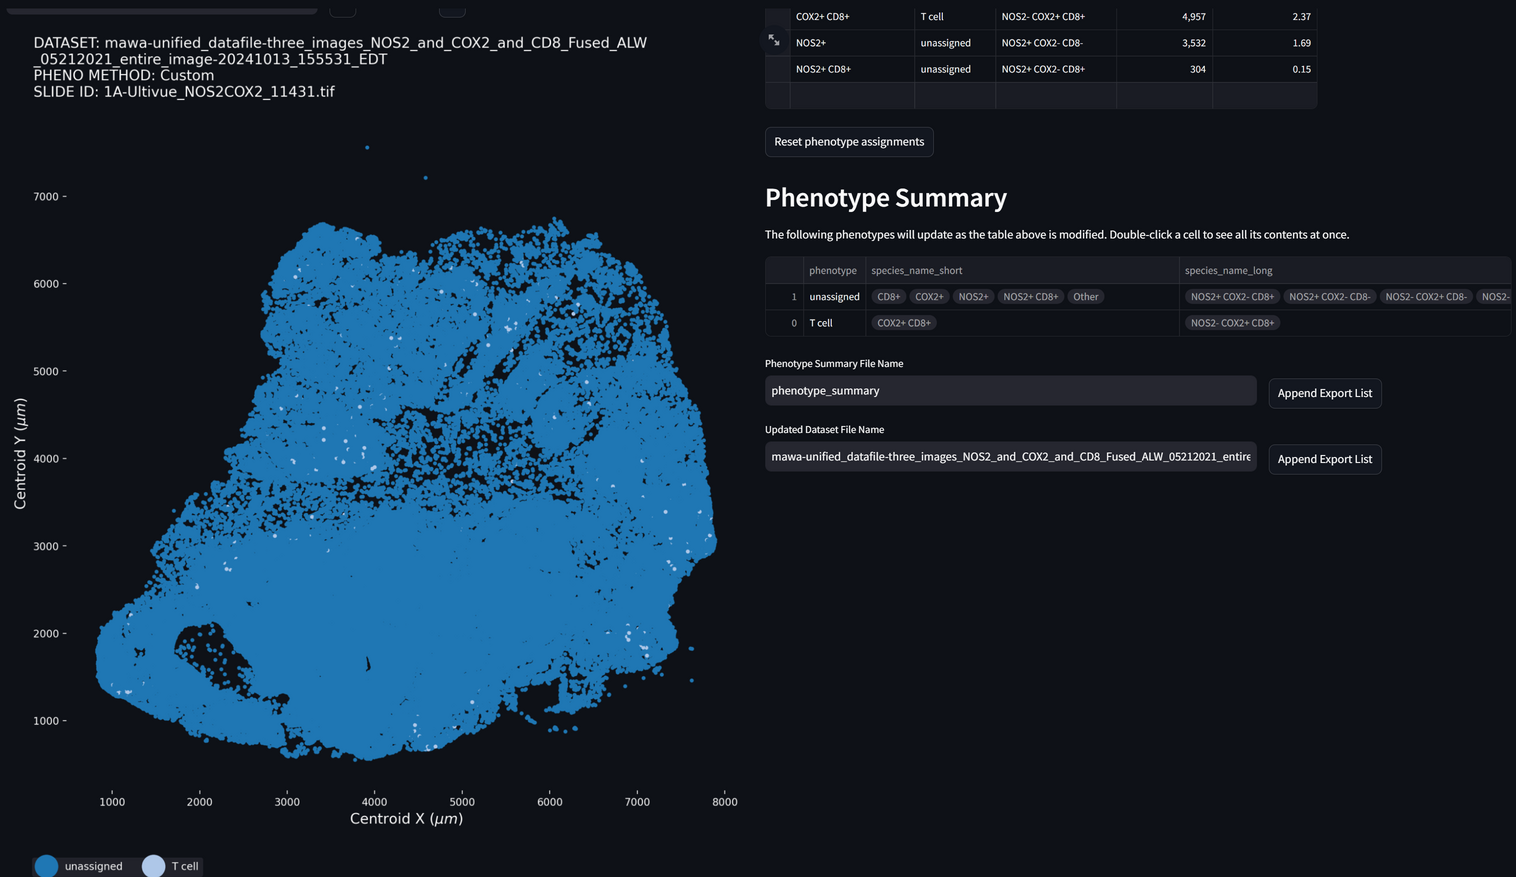 DATASET: mawa-unified_datafile-three_images_NOS2_and_COX2_and_CD8_Fused_ALW
_05212021_entire_image-20241013_155531_EDT
PHENO METHOD: Custom
SLIDE ID: 1A-Ultivue_NOS2COX2_11431.tif
7000
6000
5000
4000
3000
2000
1000
Centroid Y (μm)
1000 2000 3000 4000 5000 6000 7000 8000
Centroid X (μm)
unassigned T cell
COX2+ CD8+ T cell NOS2- COX2+ CD8+ 4,957 2.37
NOS2+ unassigned NOS2+ COX2- CD8- 3,532 1.69
NOS2+ CD8+ unassigned NOS2+ COX2- CD8+ 304 0.15
Reset phenotype assignments
Phenotype Summary
The following phenotypes will update as the table above is modified. Double-click a cell to see all its contents at once.
phenotype species_name_short species_name_long
1 unassigned CD8+ COX2+ NOS2+ NOS2+ CD8+ Other NOS2+ COX2- CD8+ NOS2+ COX2- CD8- NOS2- COX2+ CD8- NOS2-
0 T cell COX2+ CD8+ NOS2- COX2+ CD8+
Phenotype Summary File Name
phenotype_summary Append Export List
Updated Dataset File Name
mawa-unified_datafile-three_images_NOS2_and_COX2_and_CD8_Fused_ALW_05212021_entire Append Export List